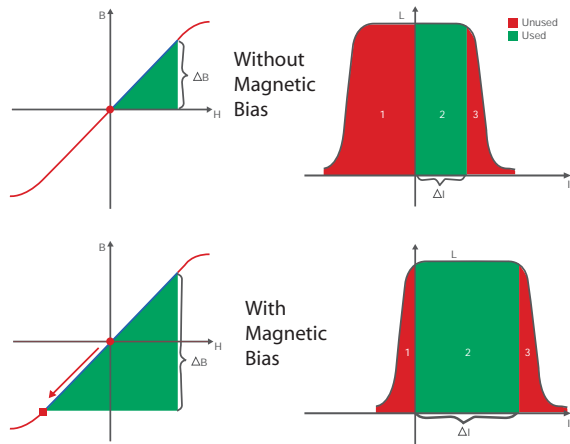 B
ΔB
H
Without
Magnetic
Bias
L
Unused
Used
1
2
3
ΔI
I
B
ΔB
H
With
Magnetic
Bias
L
1
2
3
ΔI
I